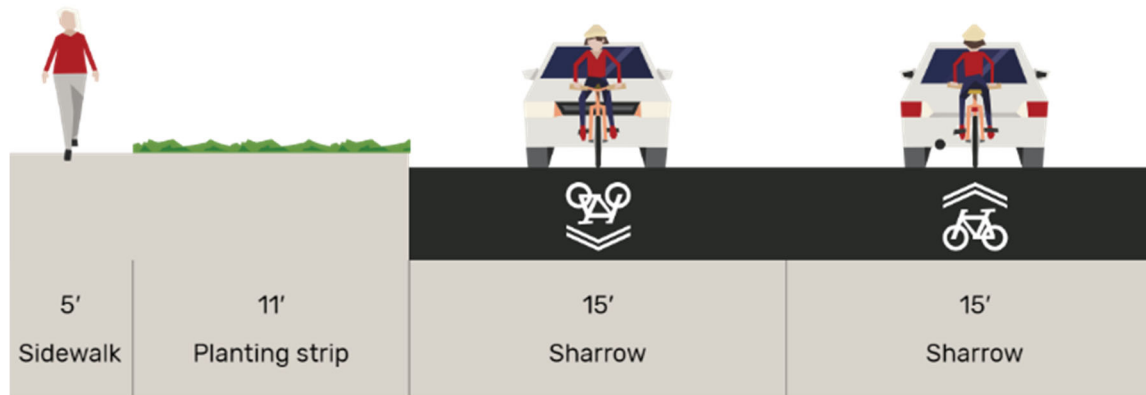 5′
Sidewalk
11′
Planting strip
15′
Sharrow
15′
Sharrow